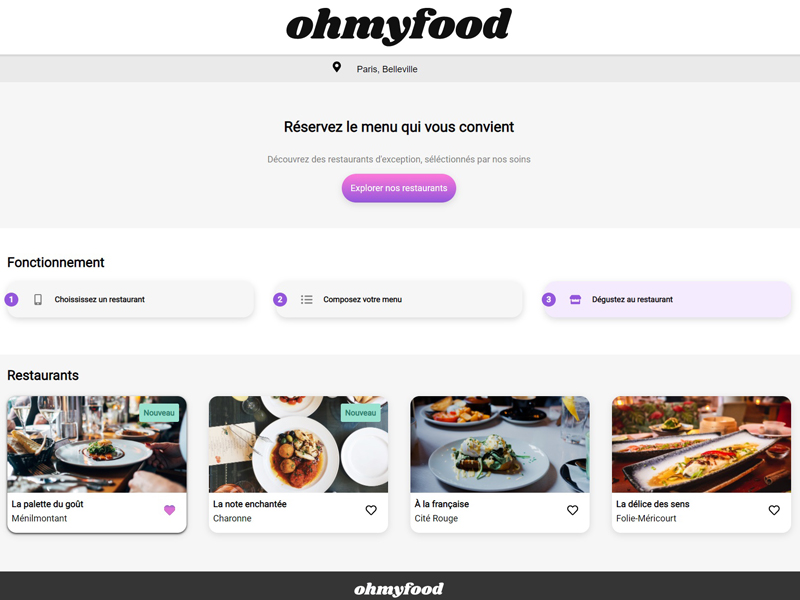 ohmyfood
Paris, Belleville
Réservez le menu qui vous convient
Découvrez des restaurants d'exception, séléctionnés par nos soins
Explorer nos restaurants
Fonctionnement
1 Choississez un restaurant
2 Composez votre menu
3 Dégustez au restaurant
Restaurants
Nouveau
Nouveau
La palette du goût
Ménilmontant
La note enchantée
Charonne
À la française
Cité Rouge
La délice des sens
Folie-Méricourt
ohmyfood